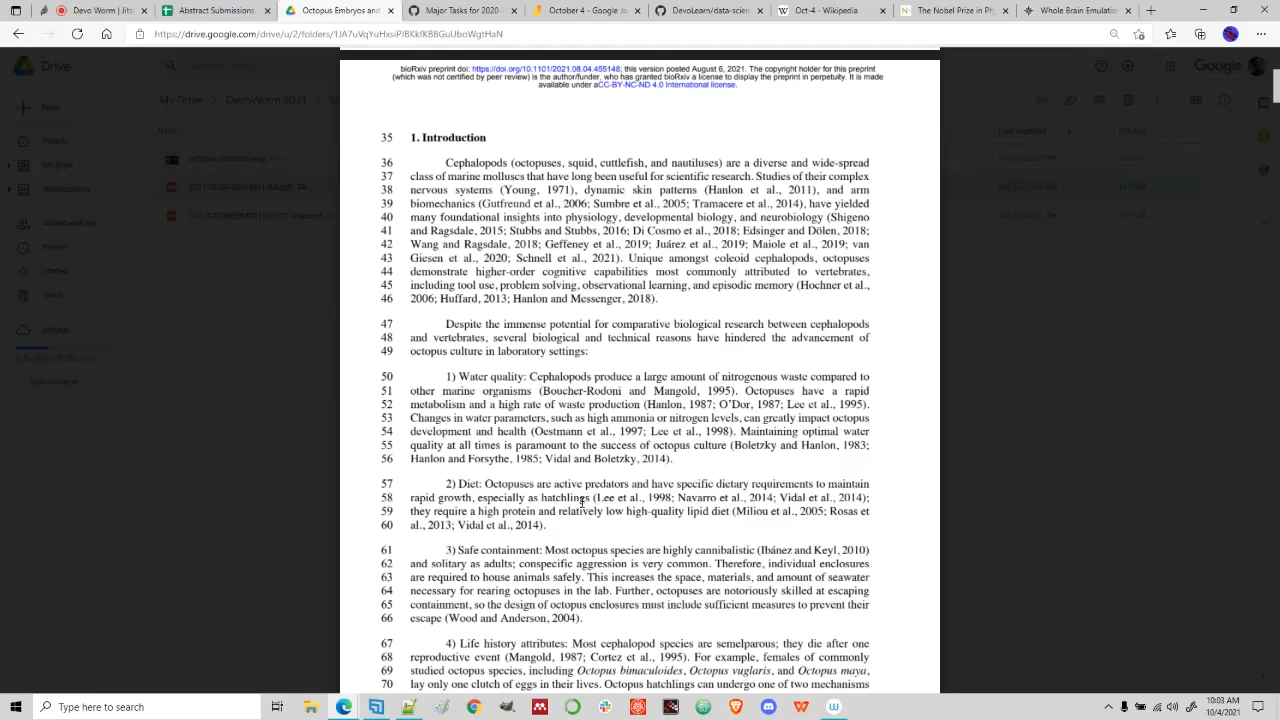 https://drive.google.com/drive/u/2/folders/1JA7uVqYuHxsiPJBKkfK8BGuUboWgtHaN
Drive
bioRxiv preprint doi: https://doi.org/10.1101/2021.08.04.455148; this version posted August 6, 2021. The copyright holder for this preprint
(which was not certified by peer review) is the author/funder, who has granted bioRxiv a license to display the preprint in perpetuity. It is made
available under aCC-BY-NC-ND 4.0 International license.
My Drive
New
My Drive
Recent
Storage
Last modified
35 1. Introduction
36 Cephalopods (octopuses, squid, cuttlefish, and nautiluses) are a diverse and wide-spread
37 class of marine molluscs that have long been useful for scientific research. Studies of their complex
38 nervous systems (Young, 1971), dynamic skin patterns (Hanlon et al., 2011), and arm
39 biomechanics (Gutfreund et al., 2006; Sumbre et al., 2005; Tramacere et al., 2014), have yielded
40 many foundational insights into physiology, developmental biology, and neurobiology (Shigeno
41 and Ragsdale, 2015; Stubbs and Stubbs, 2016; Di Cosmo et al., 2018; Edsinger and Dölen, 2018;
42 Wang and Ragsdale, 2018; Geffeney et al., 2019; Juárez et al., 2019; Maiole et al., 2019; van
43 Giesen et al., 2020; Schnell et al., 2021). Unique amongst coleoid cephalopods, octopuses
44 demonstrate higher-order cognitive capabilities most commonly attributed to vertebrates,
45 including tool use, problem solving, observational learning, and episodic memory (Hochner et al.,
46 2006; Huffard, 2013; Hanlon and Messenger, 2018).
47 Despite the immense potential for comparative biological research between cephalopods
48 and vertebrates, several biological and technical reasons have hindered the advancement of
49 octopus culture in laboratory settings:
50 1) Water quality: Cephalopods produce a large amount of nitrogenous waste compared to
51 other marine organisms (Boucher-Rodoni and Mangold, 1995). Octopuses have a rapid
52 metabolism and a high rate of waste production (Hanlon, 1987; O’Dor, 1987; Lee et al., 1995).
53 Changes in water parameters, such as high ammonia or nitrogen levels, can greatly impact octopus
54 development and health (Oestmann et al., 1997; Lee et al., 1998). Maintaining optimal water
55 quality at all times is paramount to the success of octopus culture (Boletzky and Hanlon, 1983;
56 Hanlon and Forsythe, 1985; Vidal and Boletzky, 2014).
57 2) Diet: Octopuses are active predators and have specific dietary requirements to maintain
58 rapid growth, especially as hatchlings (Lee et al., 1998; Navarro et al., 2014; Vidal et al., 2014);
59 they require a high protein and relatively low high-quality lipid diet (Miliou et al., 2005; Rosas et
60 al., 2013; Vidal et al., 2014).
61 3) Safe containment: Most octopus species are highly cannibalistic (Ibánez and Keyl, 2010)
62 and solitary as adults; conspecific aggression is very common. Therefore, individual enclosures
63 are required to house animals safely. This increases the space, materials, and amount of seawater
64 necessary for rearing octopuses in the lab. Further, octopuses are notoriously skilled at escaping
65 containment, so the design of octopus enclosures must include sufficient measures to prevent their
66 escape (Wood and Anderson, 2004).
67 4) Life history attributes: Most cephalopod species are semelparous; they die after one
68 reproductive event (Mangold, 1987; Cortez et al., 1995). For example, females of commonly
69 studied octopus species, including Octopus bimaculoides, Octopus vuglaris, and Octopus maya,
70 lay only one clutch of eggs in their lives. Octopus hatchlings can undergo one of two mechanisms
Type here to search